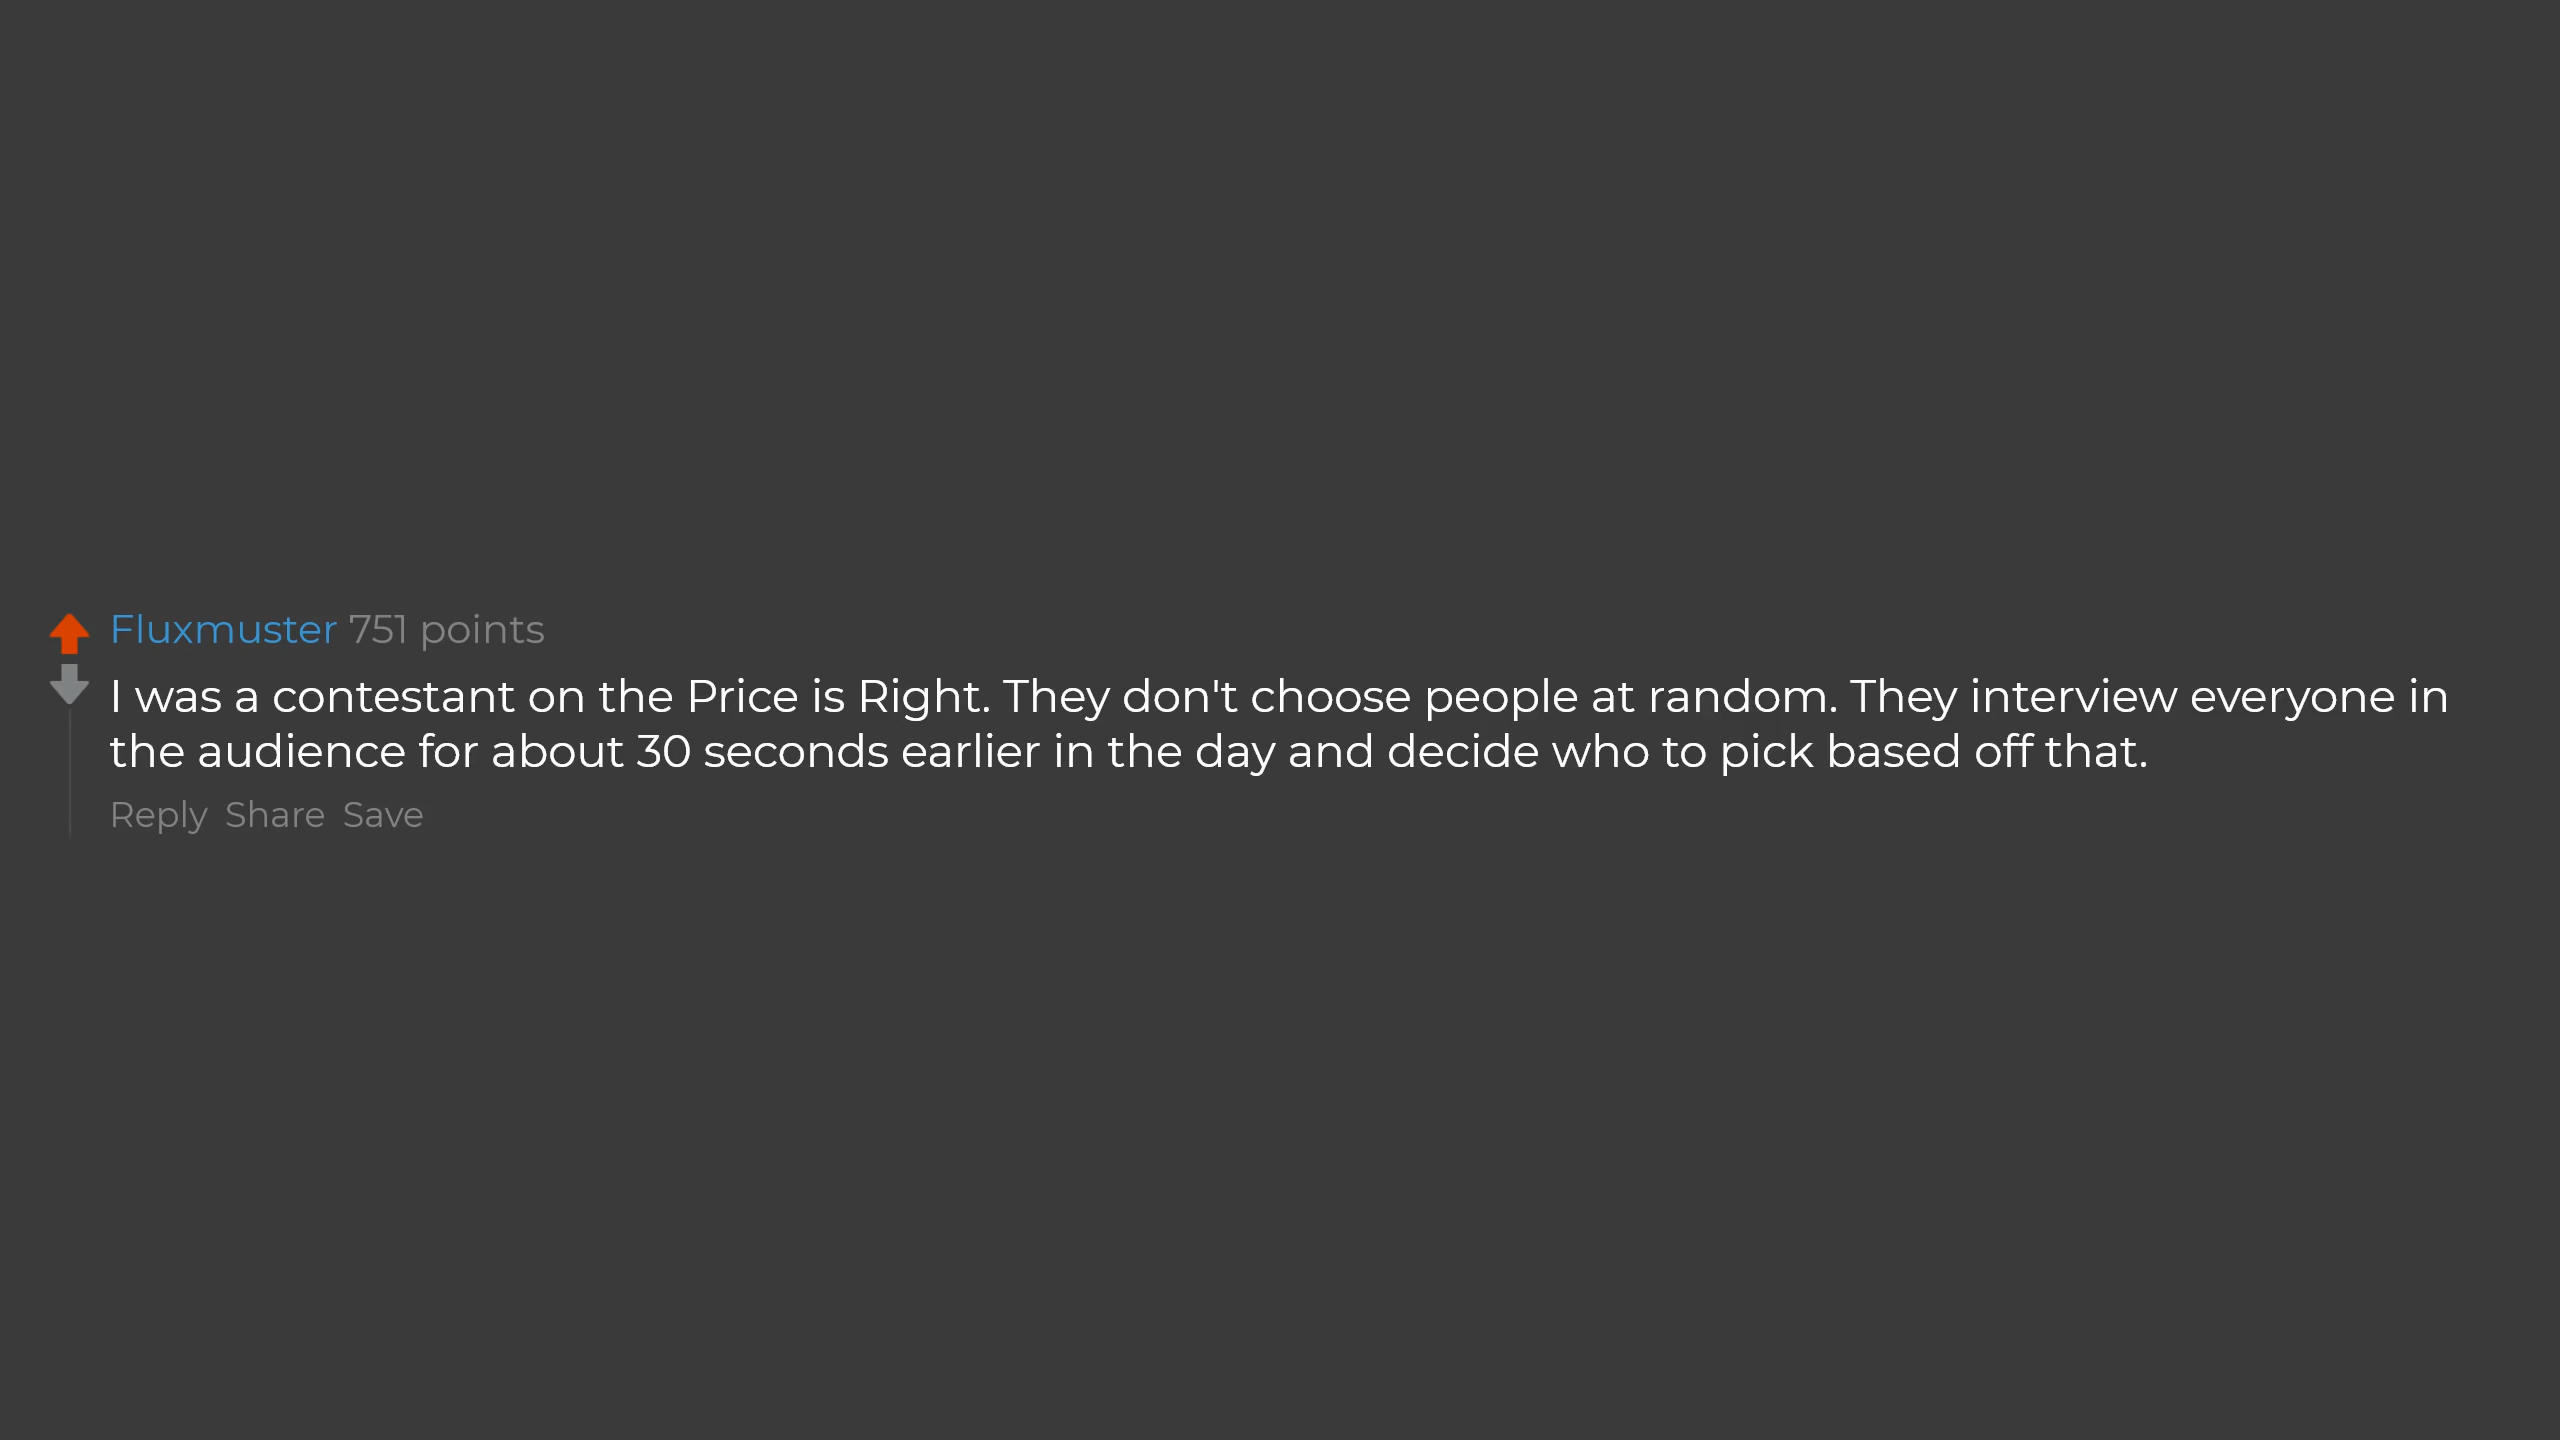 Fluxmuster 751 points
I was a contestant on the Price is Right. They don't choose people at random. They interview everyone in
the audience for about 30 seconds earlier in the day and decide who to pick based off that.
Reply Share Save